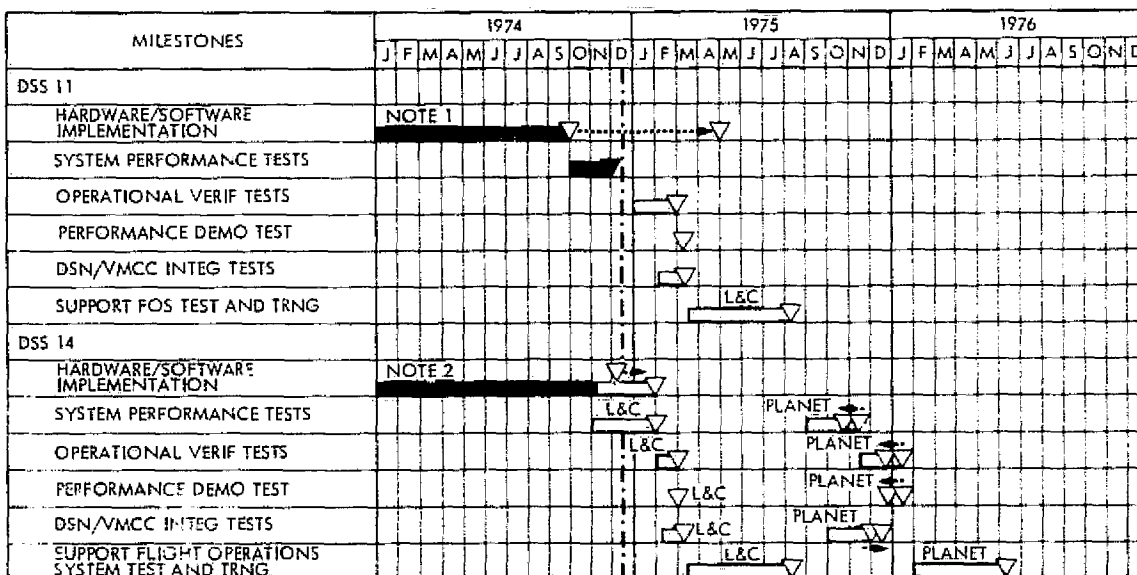 MILESTONES
1974
1975
1976
J F M A M J J A S O N D J F M A M J J A S O N D J F M A M J J A S O N D
DSS 11
HARDWARE/SOFTWARE
IMPLEMENTATION
NOTE 1
SYSTEM PERFORMANCE TESTS
OPERATIONAL VERIF TESTS
PERFORMANCE DEMO TEST
DSN/VMCC INTEG TESTS
SUPPORT FOS TEST AND TRNG
L&C
DSS 14
HARDWARE/SOFTWARE
IMPLEMENTATION
NOTE 2
SYSTEM PERFORMANCE TESTS
L&C
PLANET
OPERATIONAL VERIF TESTS
L&C
PLANET
PERFORMANCE DEMO TEST
L&C
PLANET
DSN/VMCC INTEG TESTS
L&C
PLANET
SUPPORT FLIGHT OPERATIONS
SYSTEM TEST AND TRNG
L&C
PLANET